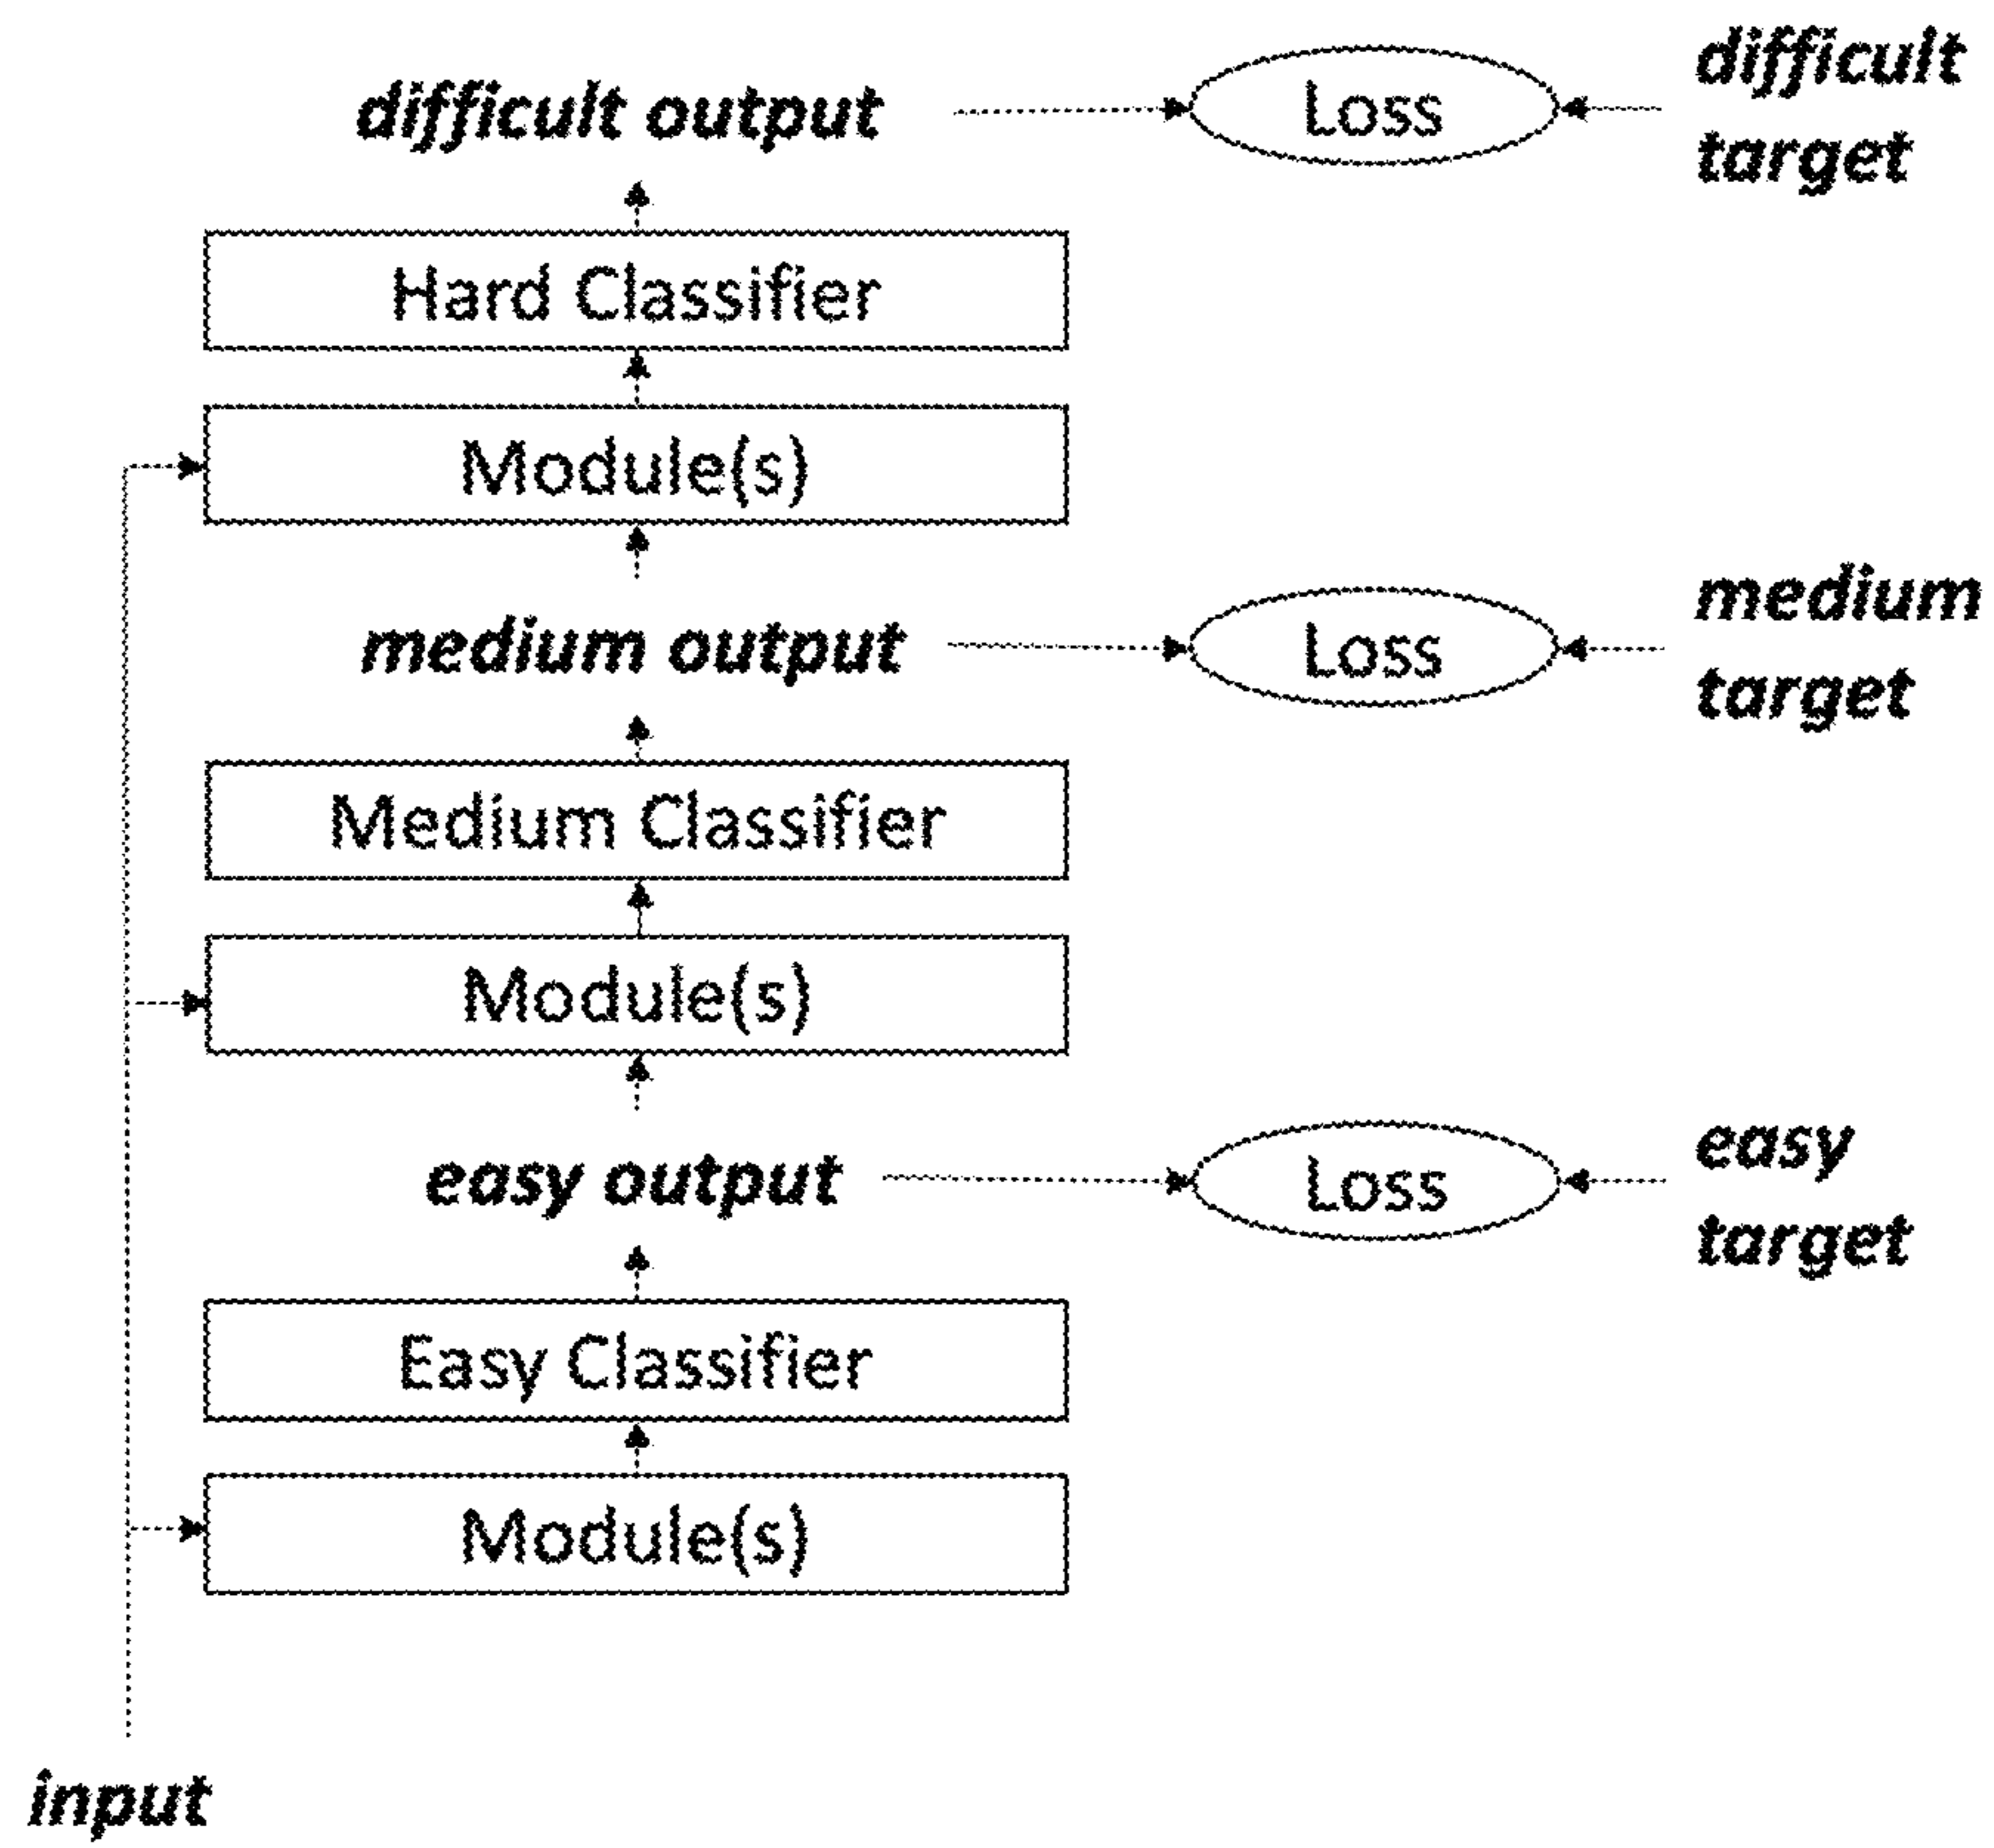 difficult output
Loss
difficult
target
Hard Classifier
Module(s)
medium output
Loss
medium
target
Medium Classifier
Module(s)
easy output
Loss
easy
target
Easy Classifier
Module(s)
input